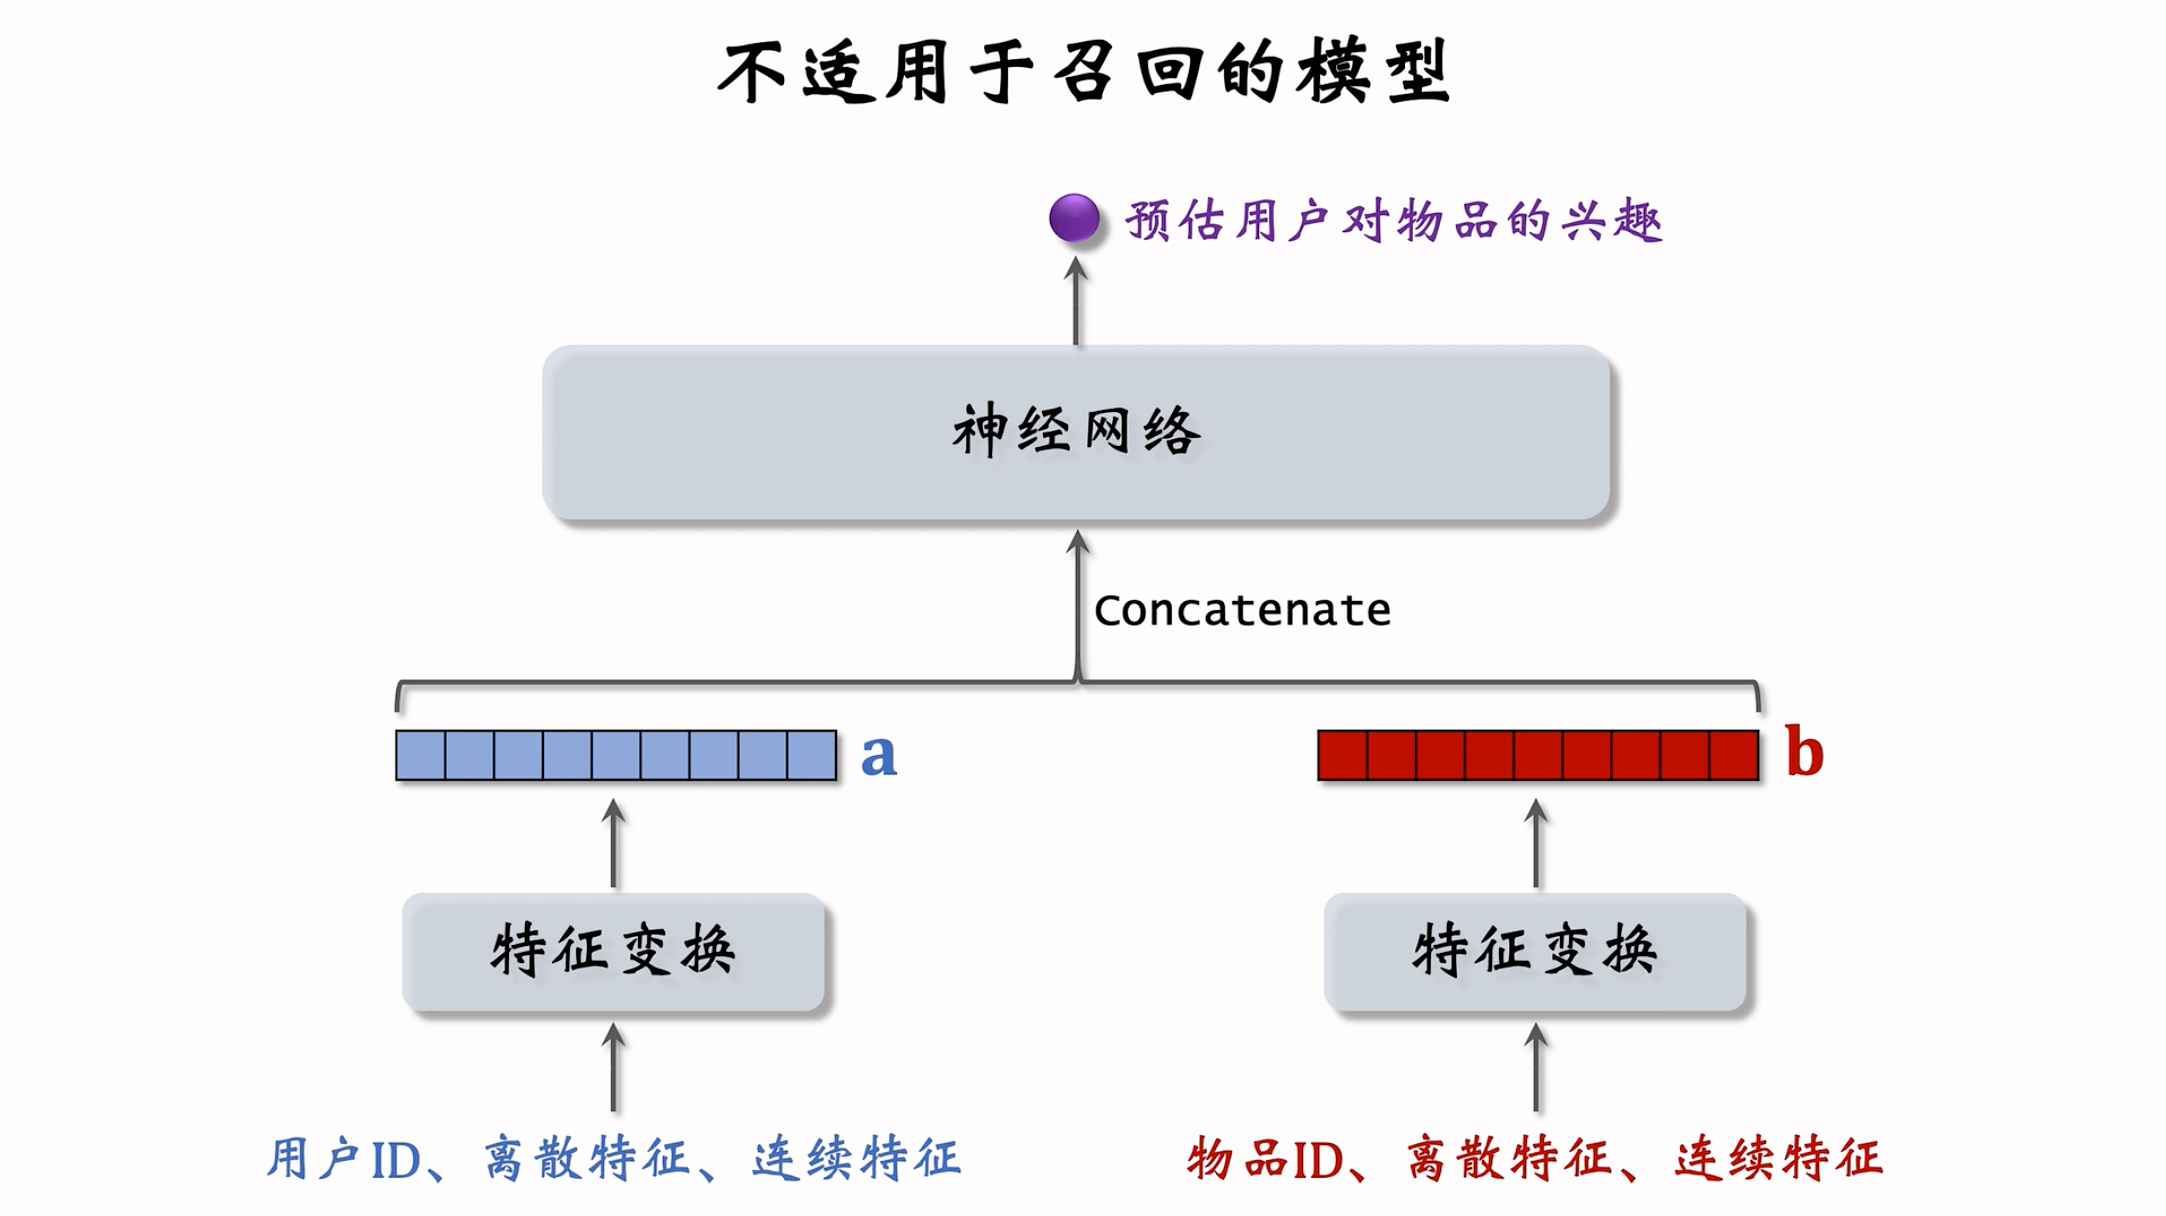 不适用于召回的模型
预估用户对物品的兴趣
神经网络
Concatenate
a
b
特征变换
特征变换
用户ID、离散特征、连续特征
物品ID、离散特征、连续特征